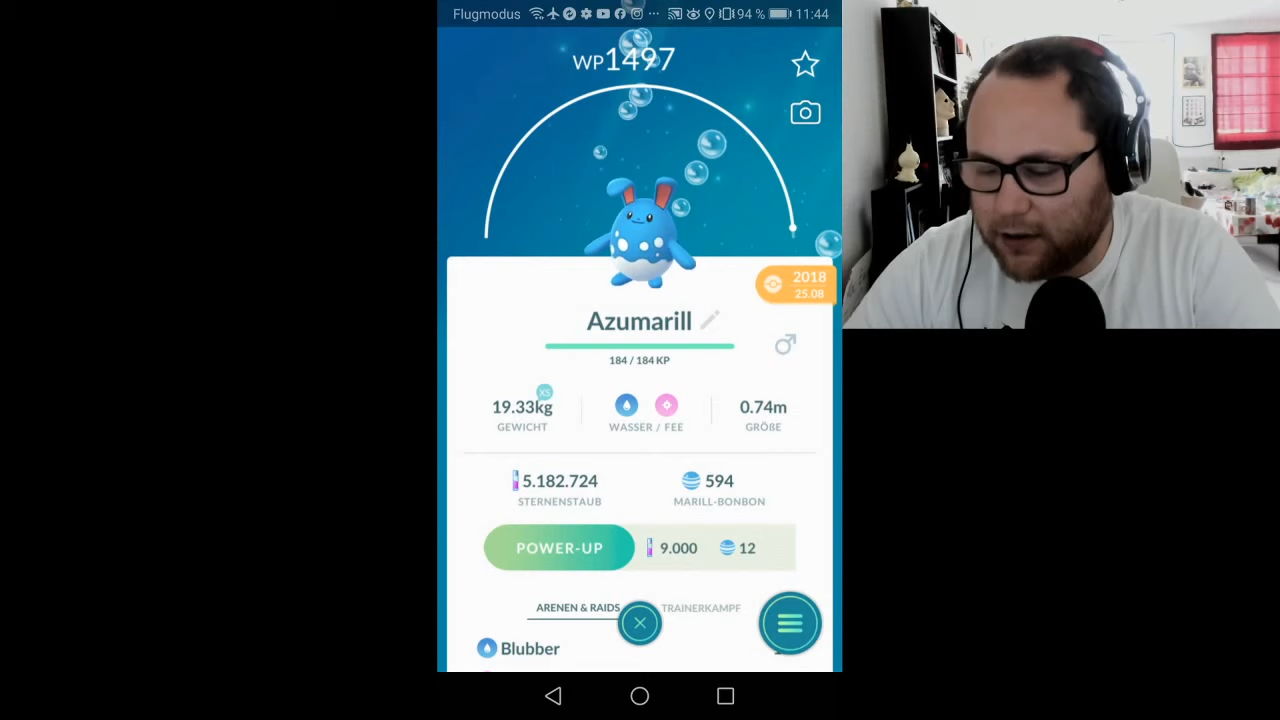 Flugmodus ... 94 % 11:44
WP1497
2018
25.08
Azumarill
184 / 184 KP
XS
19.33kg
GEWICHT
WASSER / FEE
0.74m
GRÖßE
5.182.724
STERNENSTAUB
594
MARILL-BONBON
POWER-UP
9.000
12
ARENEN & RAIDS
TRAINERKAMPF
Blubber